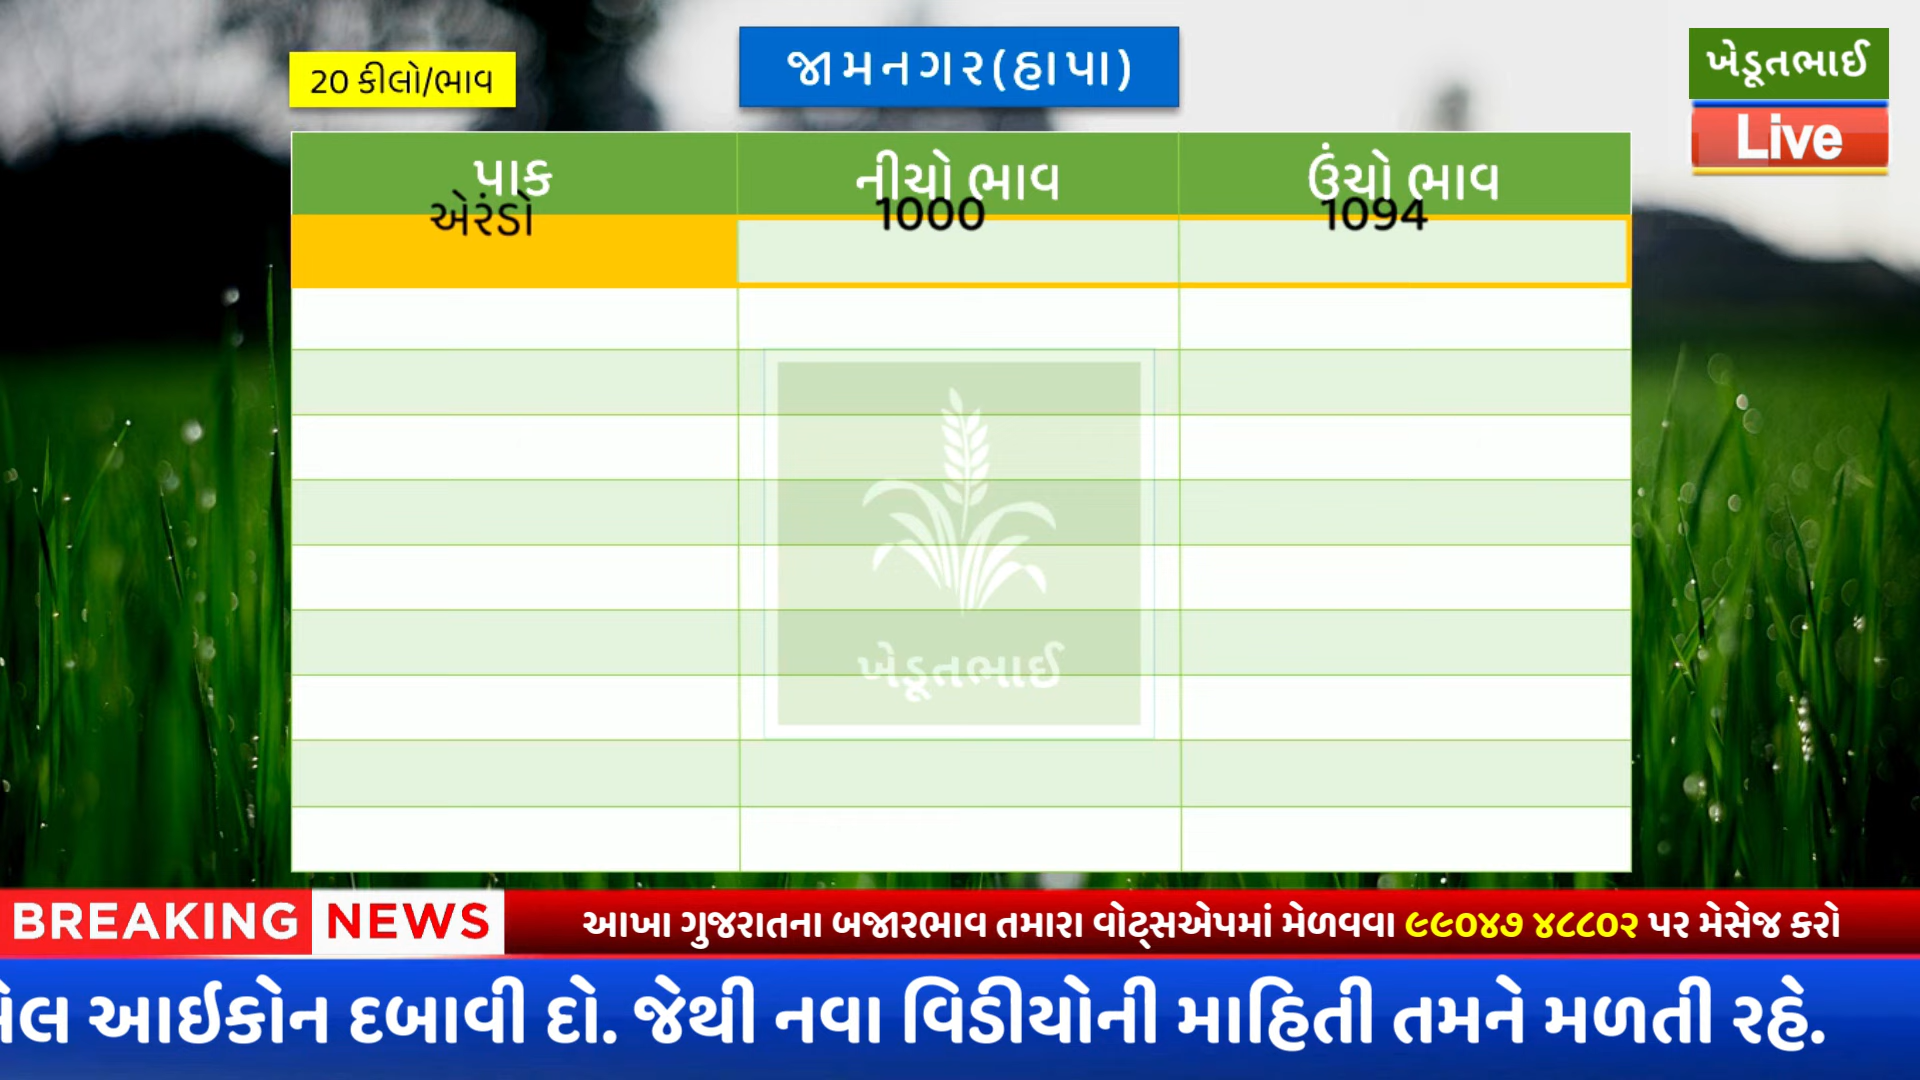 20 કીલો/ભાવ
જામનગર(હાપા)
ખેડૂતભાઈ
Live
પાક નીચો ભાવ ઉંચો ભાવ
એરંડો 1000 1094
ખેડૂતભાઈ
BREAKING NEWS
આખા ગુજરાતના બજારભાવ તમારા વોટ્સએપમાં મેળવવા ૯૯૦૪૭ ૪૮૮૦૨ પર મેસેજ કરો
આઇકોન દબાવી દો. જેથી નવા વિડીયોની માહિતી તમને મળતી રહે.